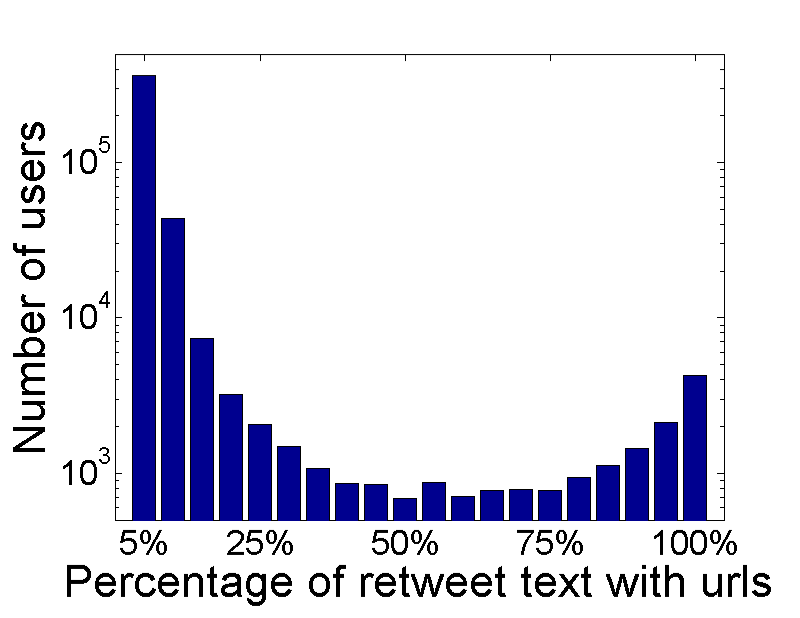 Number of users
10^5
10^4
10^3
5% 25% 50% 75% 100%
Percentage of retweet text with urls